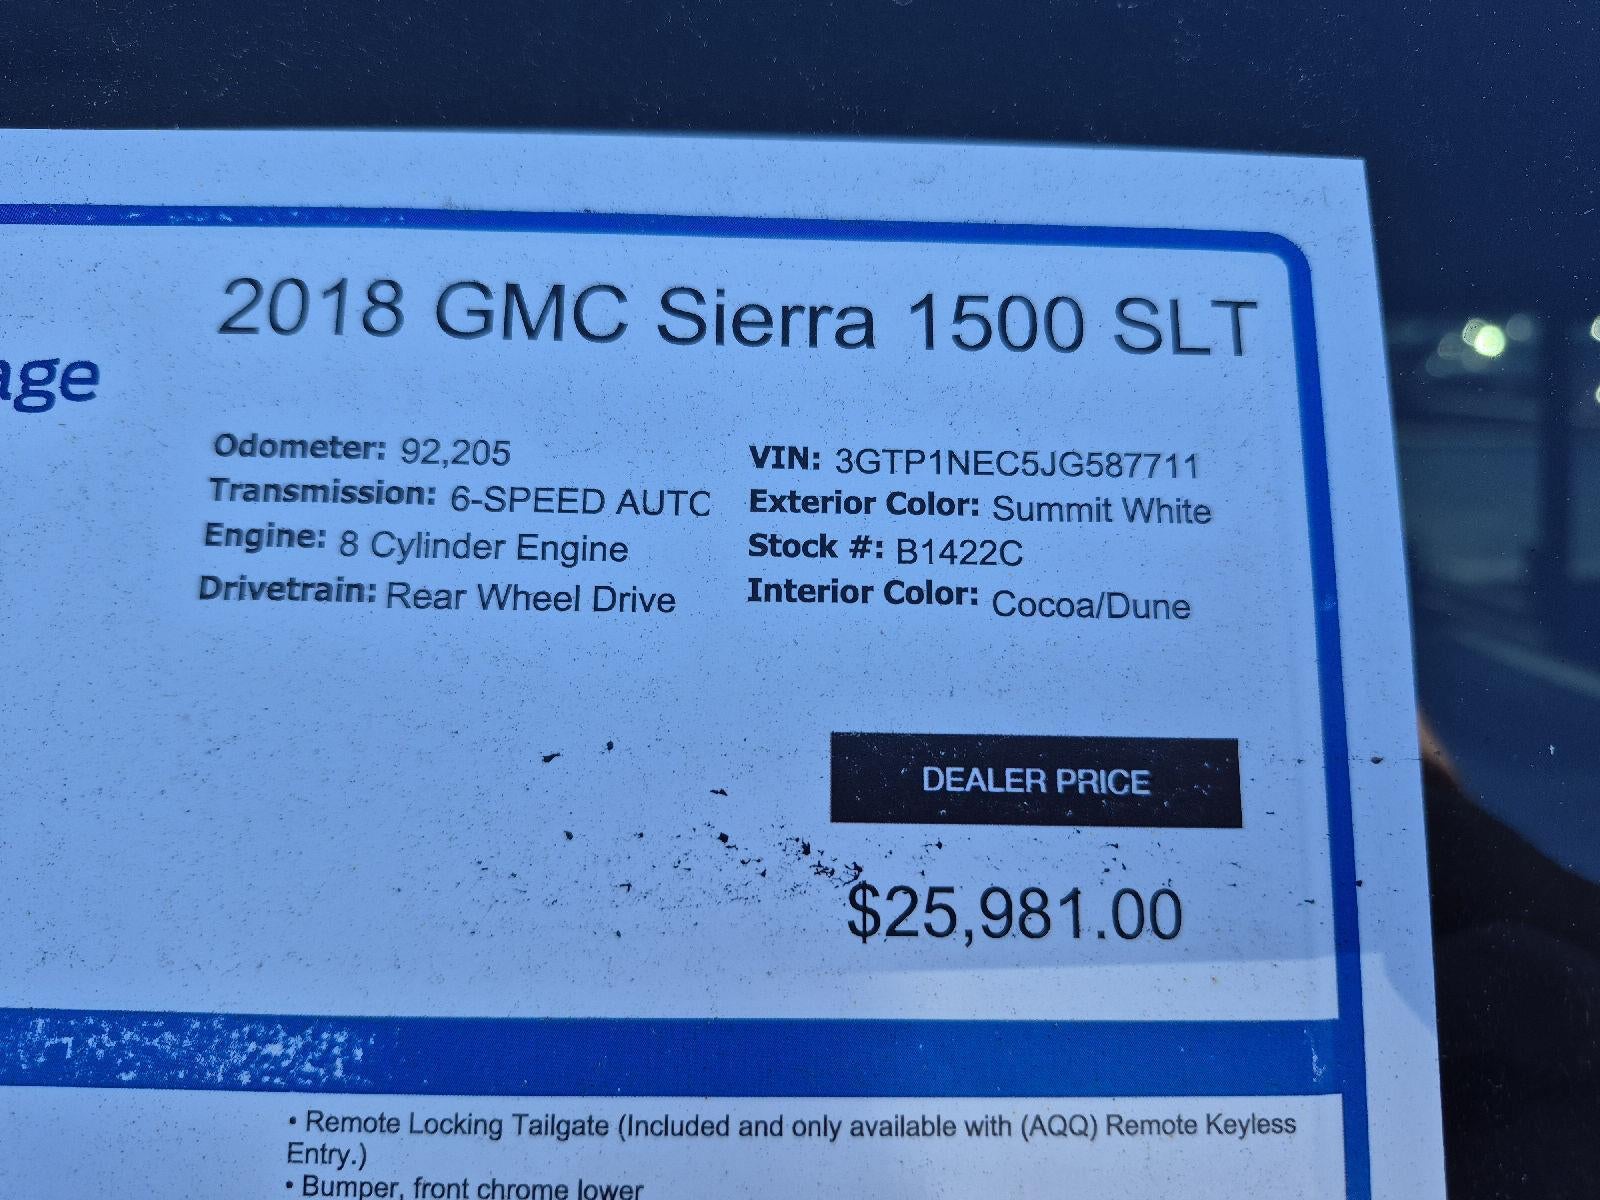 2018 GMC Sierra 1500 SLT
age
Odometer: 92,205
Transmission: 6-SPEED AUTO
Engine: 8 Cylinder Engine
Drivetrain: Rear Wheel Drive
VIN: 3GTP1NEC5JG587711
Exterior Color: Summit White
Stock #: B1422C
Interior Color: Cocoa/Dune
DEALER PRICE
$25,981.00
• Remote Locking Tailgate (Included and only available with (AQQ) Remote Keyless
Entry.)
• Bumper, front chrome lower